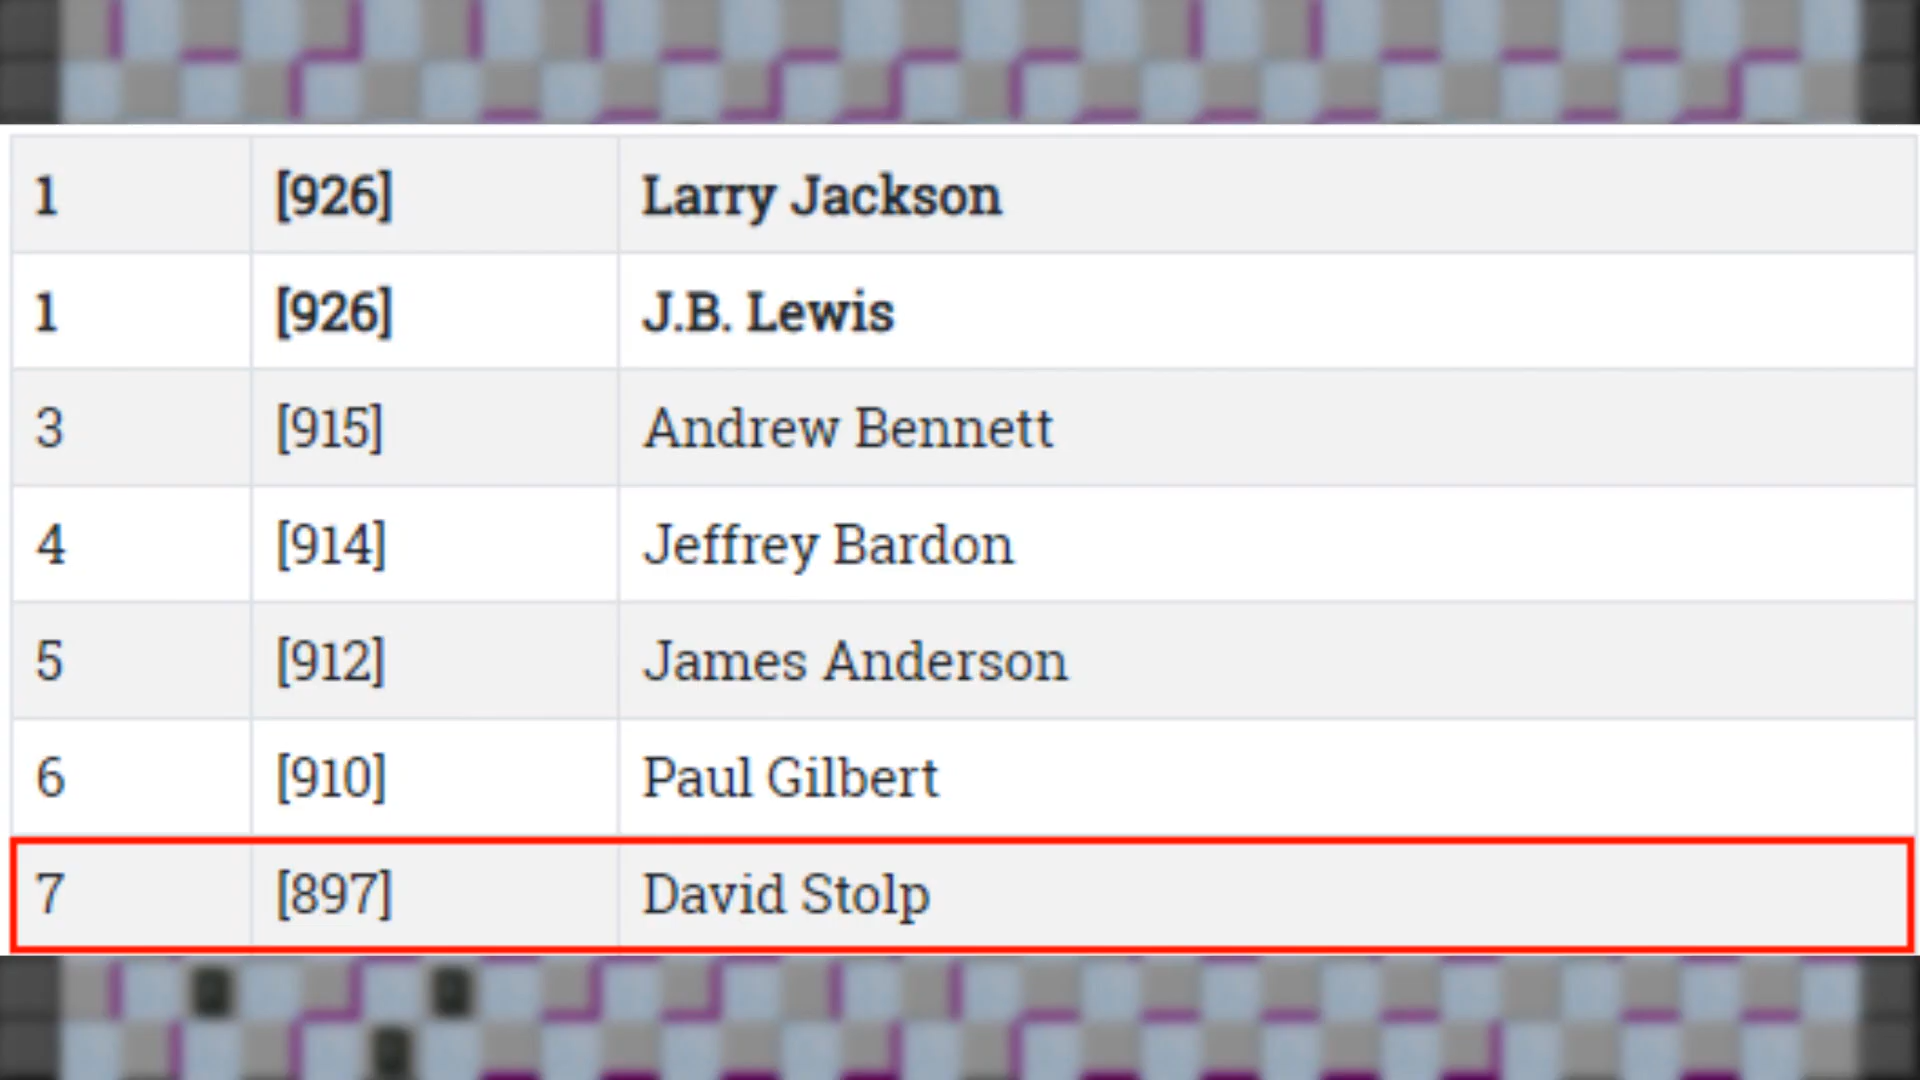 1 [926] Larry Jackson
1 [926] J.B. Lewis
3 [915] Andrew Bennett
4 [914] Jeffrey Bardon
5 [912] James Anderson
6 [910] Paul Gilbert
7 [897] David Stolp